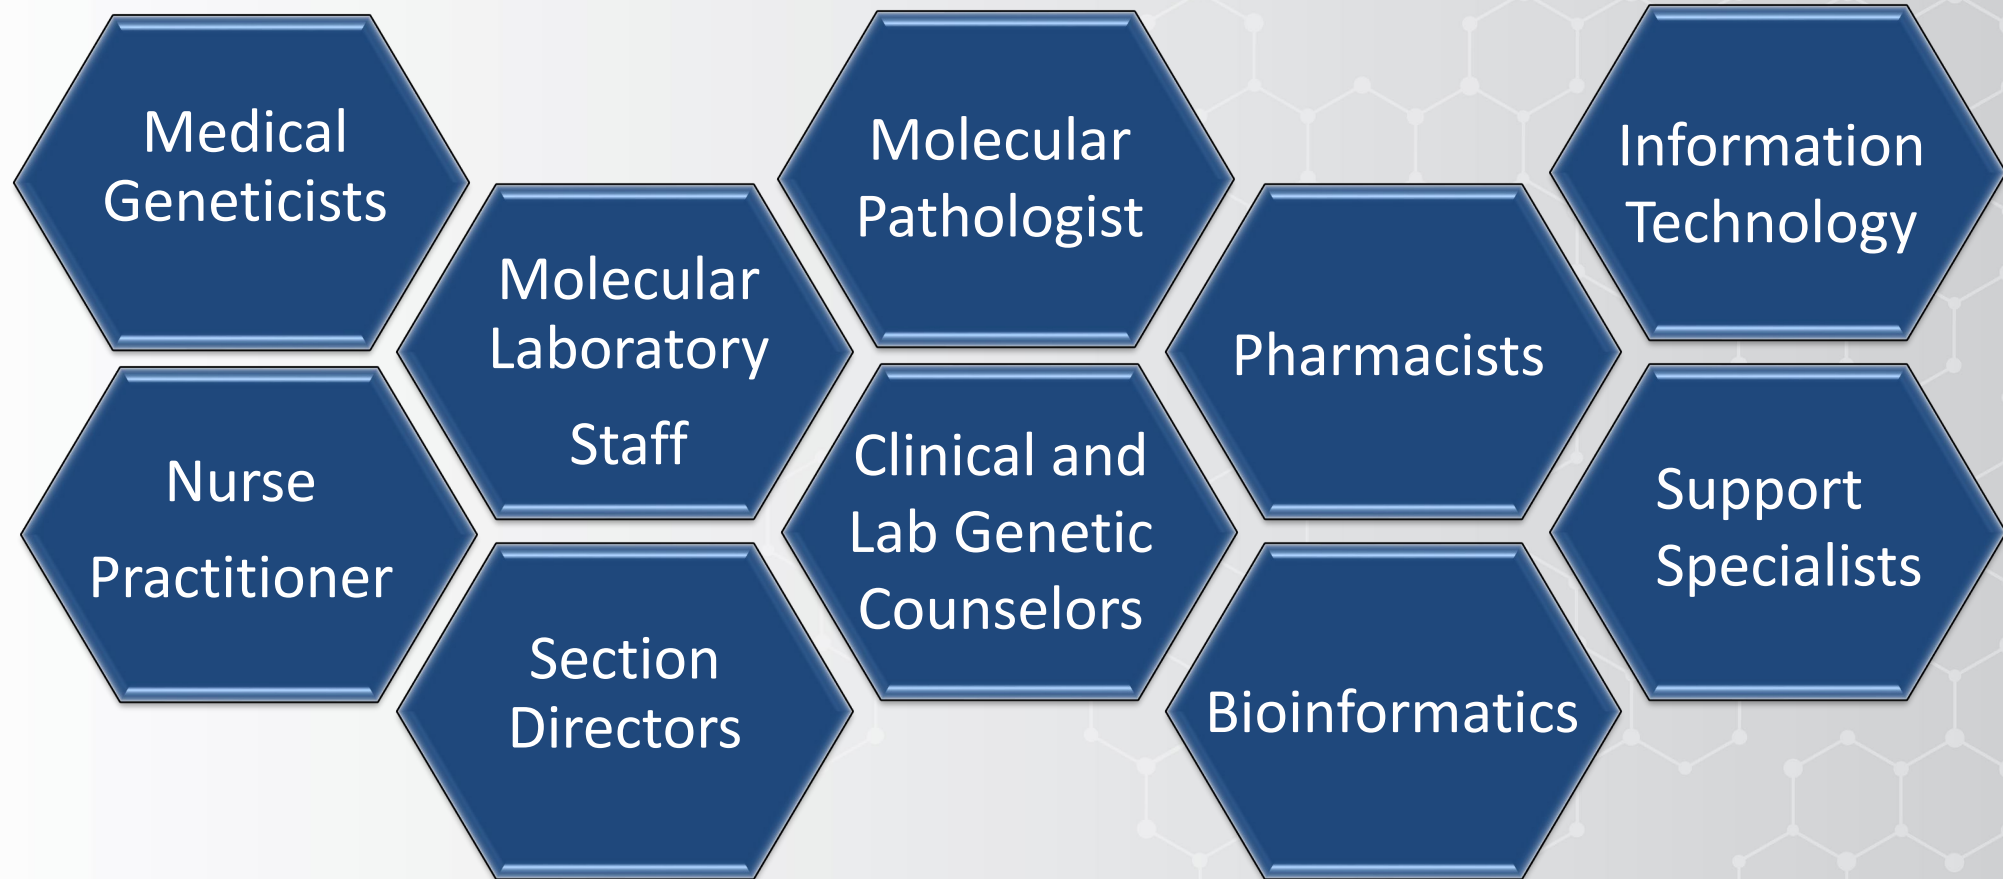 Medical
Geneticists
Nurse
Practitioner
Molecular
Laboratory
Staff
Section
Directors
Molecular
Pathologist
Clinical and
Lab Genetic
Counselors
Pharmacists
Bioinformatics
Information
Technology
Support
Specialists